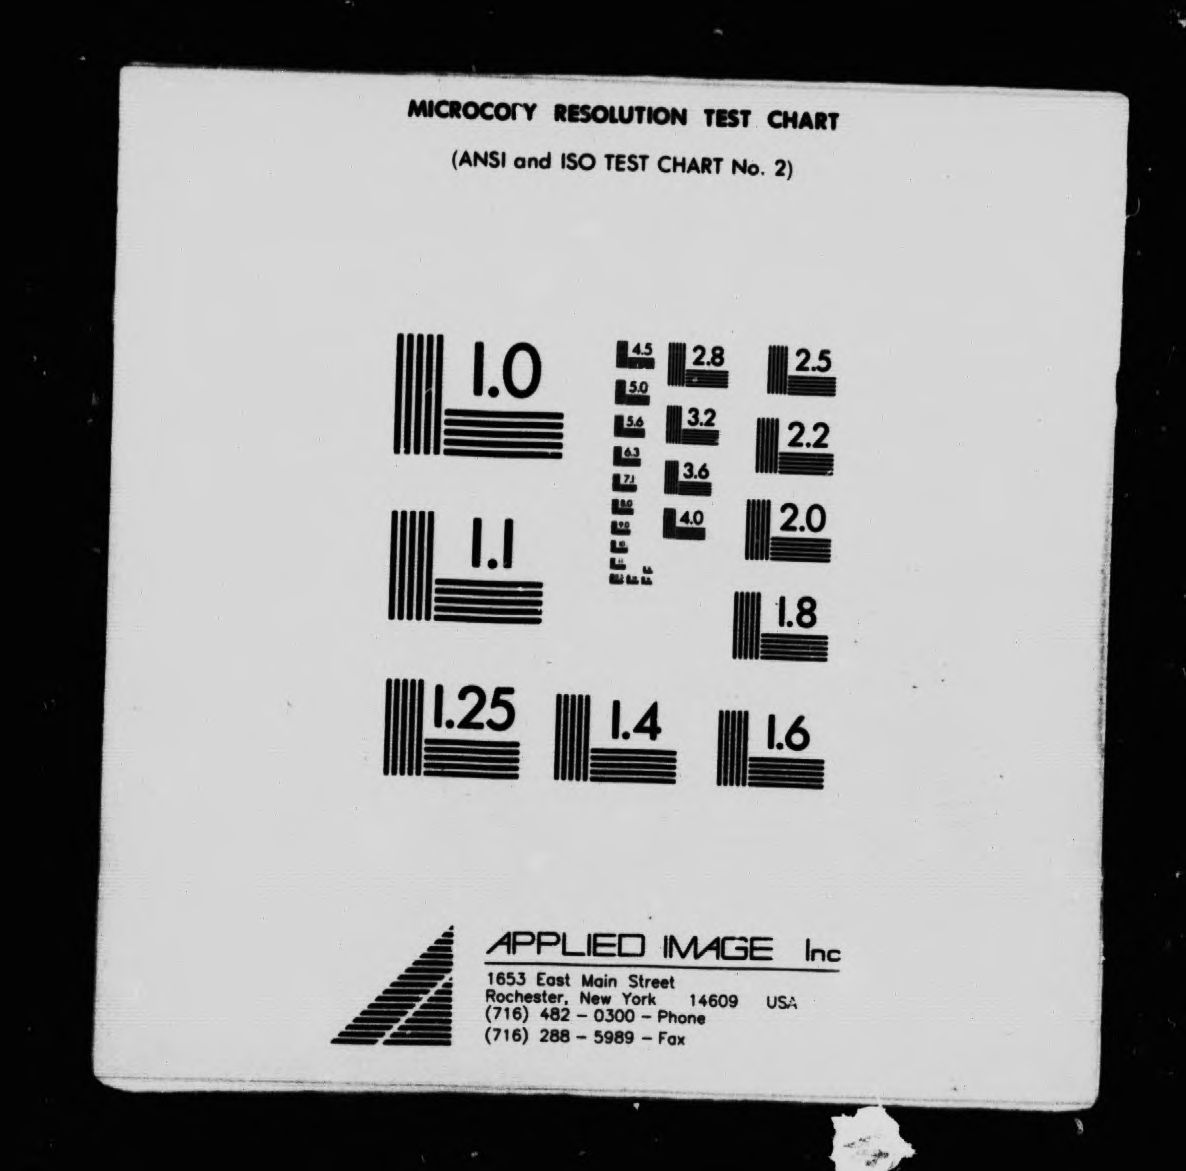 MICROCOPY RESOLUTION TEST CHART
(ANSI and ISO TEST CHART No. 2)
1.0
4.5
2.8
2.5
5.0
3.2
2.2
5.6
6.3
3.6
7.1
8.0
2.0
4.0
9.0
1.1
1.8
1.25
1.4
1.6
APPLIED IMAGE Inc
1653 East Main Street
Rochester, New York 14609 USA
(716) 482 - 0300 - Phone
(716) 288 - 5989 - Fax